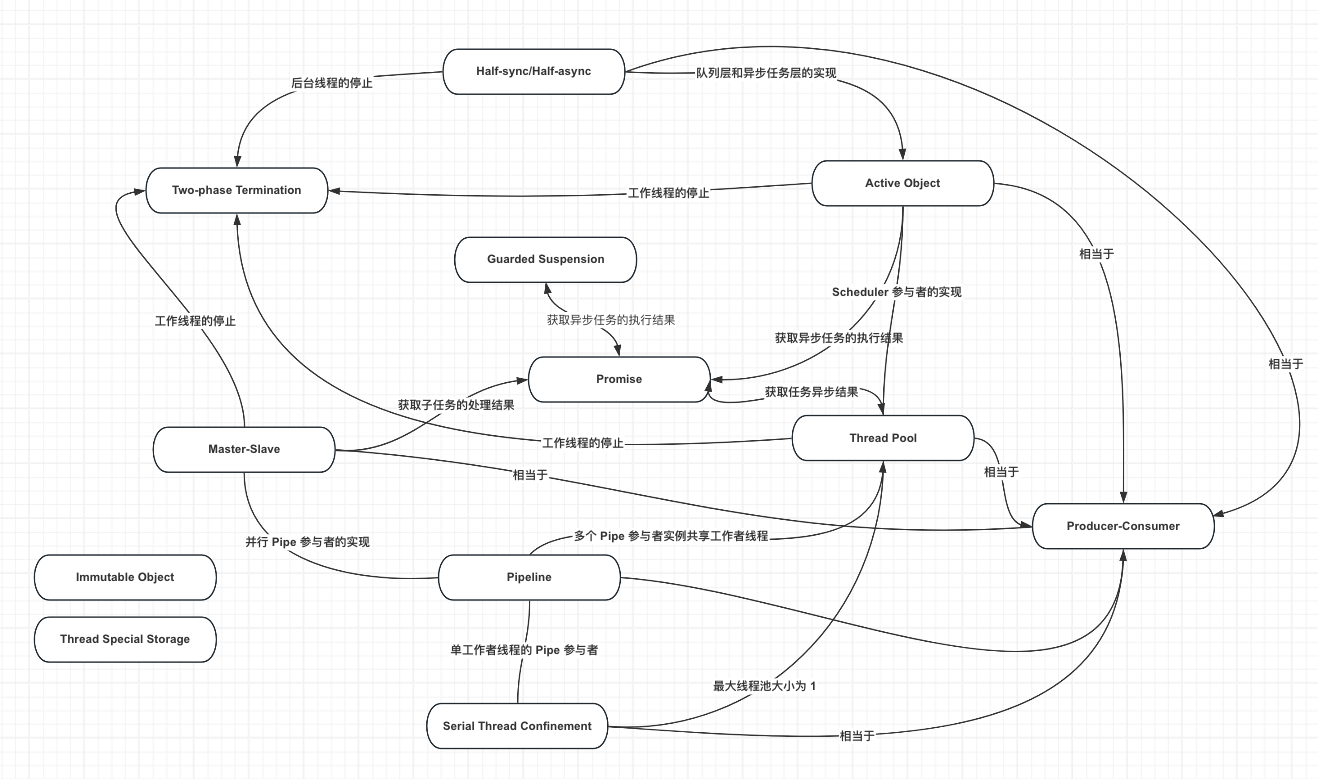 Half-sync/Half-async
后台线程的停止
队列层和异步任务层的实现
Two-phase Termination
Active Object
工作线程的停止
Guarded Suspension
相当于
Scheduler 参与者的实现
工作线程的停止
获取异步任务的执行结果
获取异步任务的执行结果
相当于
Promise
获取任务异步结果
获取子任务的处理结果
Thread Pool
工作线程的停止
Master-Slave
相当于
相当于
Producer-Consumer
多个 Pipe 参与者实例共享工作者线程
并行 Pipe 参与者的实现
Immutable Object
Pipeline
Thread Special Storage
单工作者线程的 Pipe 参与者
最大线程池大小为 1
Serial Thread Confinement
相当于